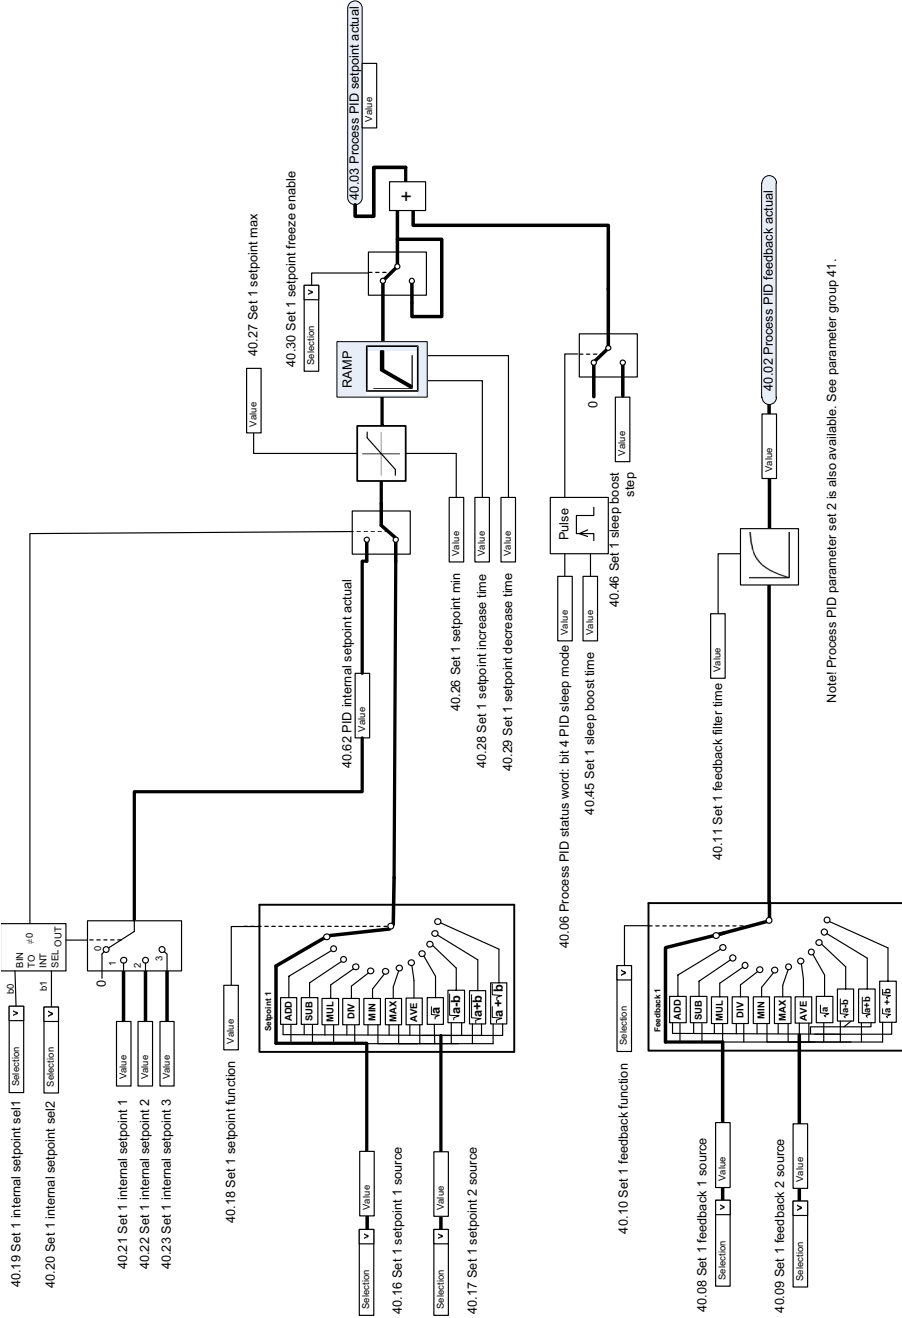 40.19 Set 1 internal setpoint sel1
Selection
v
b0
40.20 Set 1 internal setpoint sel2
Selection
v
b1
BIN
TO
INT
SEL
≠0
OUT
40.21 Set 1 internal setpoint 1
Value
40.22 Set 1 internal setpoint 2
Value
40.23 Set 1 internal setpoint 3
Value
0
0
1
2
3
40.62 PID internal setpoint actual
Value
40.18 Set 1 setpoint function
Value
Setpoint 1
ADD
SUB
MUL
DIV
MIN
MAX
AVE
√a
√a-b
√a+b
√a +√b
Selection
v
Value
40.16 Set 1 setpoint 1 source
Selection
v
Value
40.17 Set 1 setpoint 2 source
Value
40.27 Set 1 setpoint max
40.30 Set 1 setpoint freeze enable
Selection
v
RAMP
40.26 Set 1 setpoint min
Value
40.28 Set 1 setpoint increase time
Value
40.29 Set 1 setpoint decrease time
Value
+
40.03 Process PID setpoint actual
Value
40.06 Process PID status word: bit 4 PID sleep mode
Value
40.45 Set 1 sleep boost time
Value
Pulse
0
Value
40.46 Set 1 sleep boost
step
40.10 Set 1 feedback function
Selection
v
Feedback 1
ADD
SUB
MUL
DIV
MIN
MAX
AVE
√a
√a-b
√a+b
√a +√b
40.08 Set 1 feedback 1 source
Selection
v
Value
40.09 Set 1 feedback 2 source
Selection
v
Value
40.11 Set 1 feedback filter time
Value
Value
40.02 Process PID feedback actual
Note! Process PID parameter set 2 is also available. See parameter group 41.